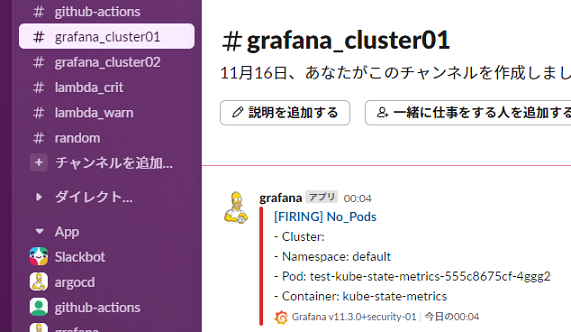 # github-actions
# grafana_cluster01
# grafana_cluster02
# lambda_crit
# lambda_warn
# random
+ チャンネルを追加...
ダイレクト...
App
Slackbot
argocd
github-actions
grafana
#grafana_cluster01
11月16日、あなたがこのチャンネルを作成しまし
説明を追加する
一緒に仕事をする人を追加する
grafana アプリ 00:04
[FIRING] No_Pods
- Cluster:
- Namespace: default
- Pod: test-kube-state-metrics-555c8675cf-4ggg2
- Container: kube-state-metrics
Grafana v11.3.0+security-01 | 今日の00:04